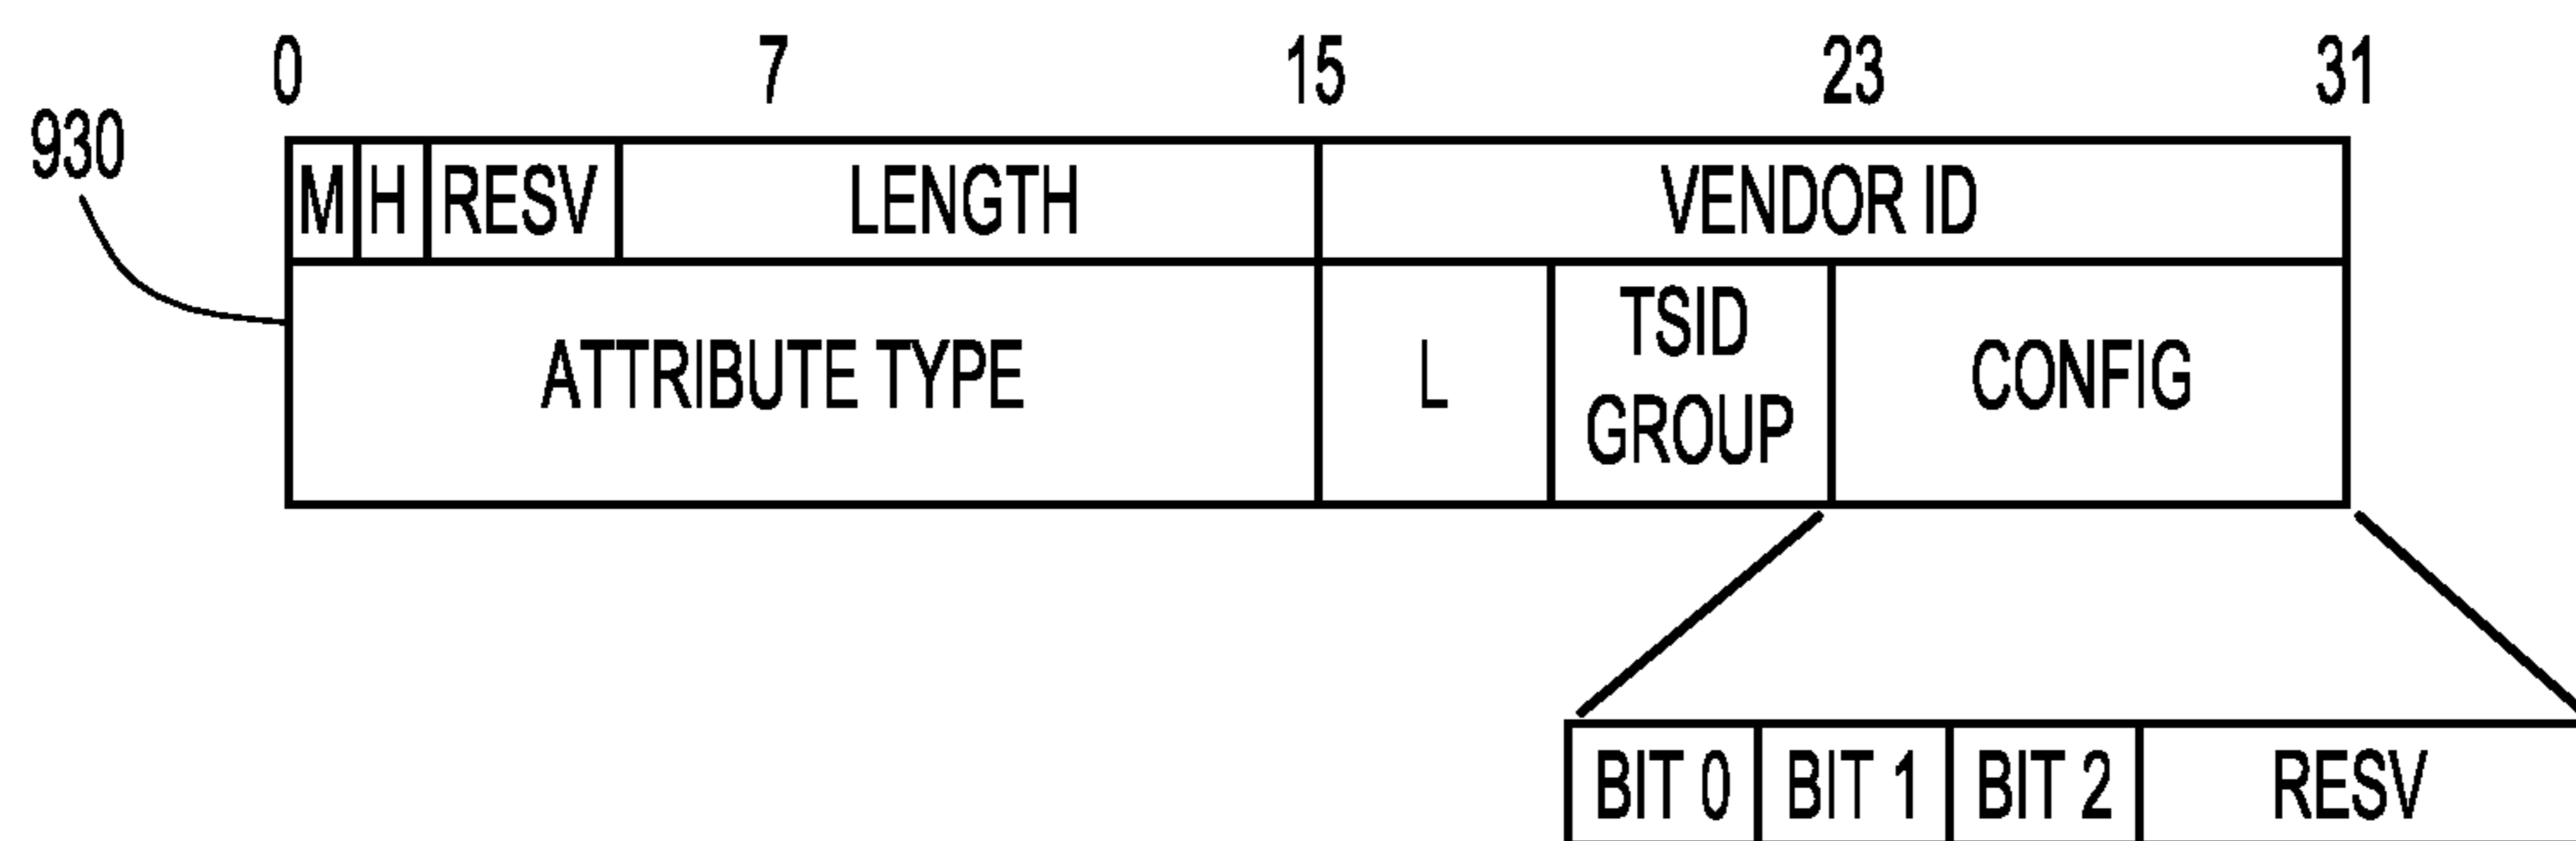 0 7 15 23 31
930
M H RESV LENGTH VENDOR ID
ATTRIBUTE TYPE L TSID GROUP CONFIG
BIT 0 BIT 1 BIT 2 RESV